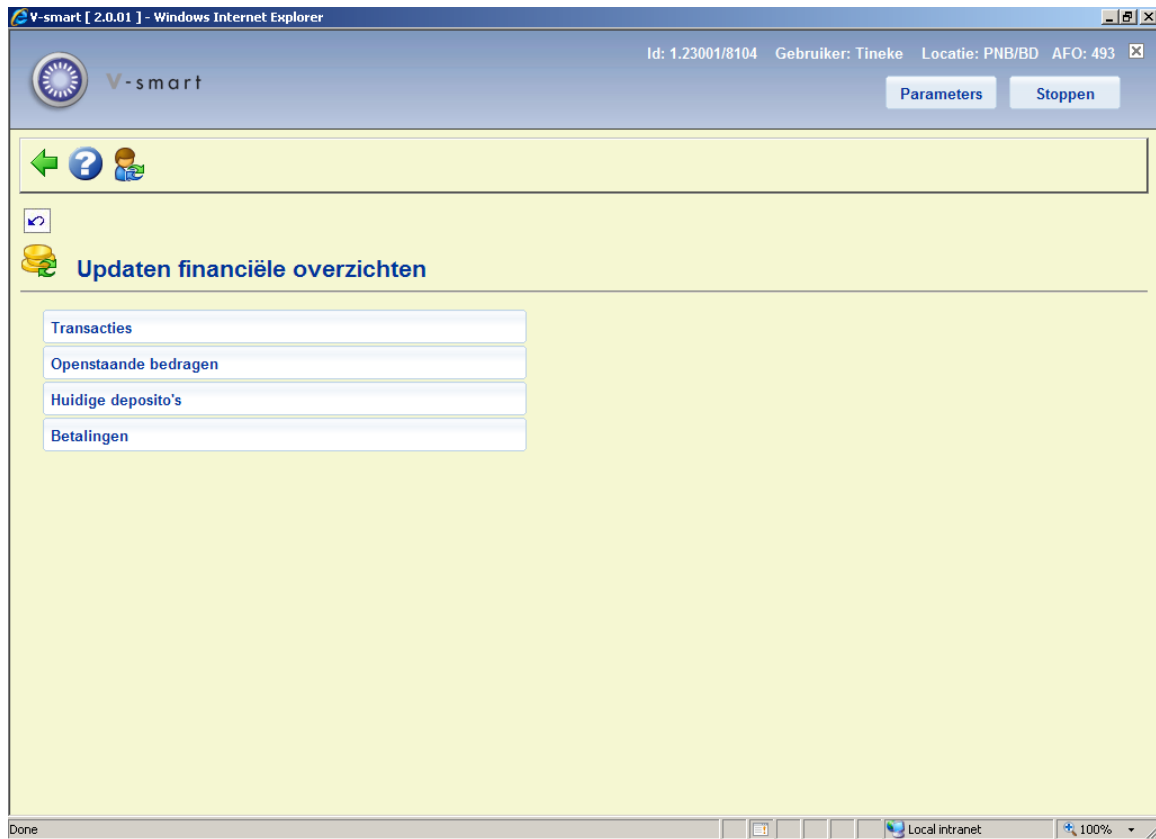 V-smart [ 2.0.01 ] - Windows Internet Explorer
Id: 1.23001/8104 Gebruiker: Tineke Locatie: PNB/BD AFO: 493
V-smart
Parameters Stoppen
Updaten financiële overzichten
Transacties
Openstaande bedragen
Huidige deposito's
Betalingen
Done Local intranet 100%